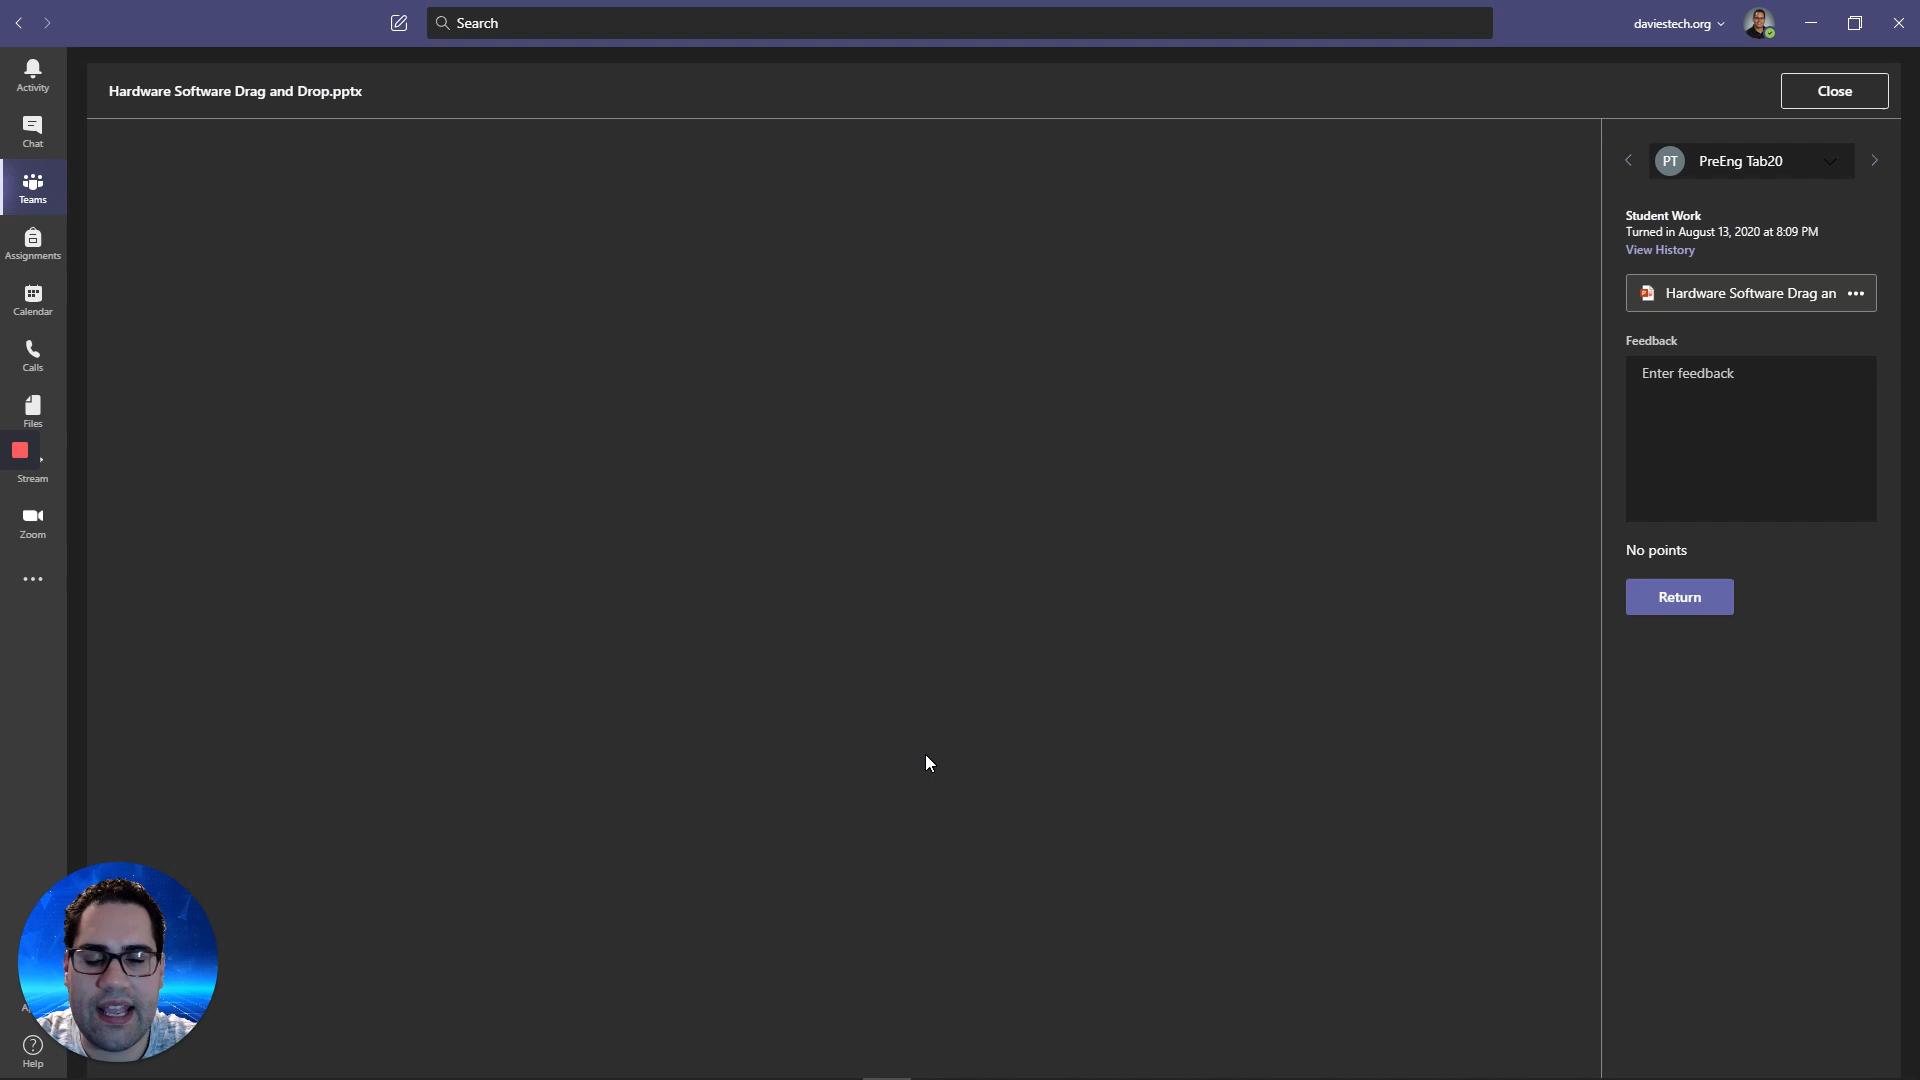 Search
daviestech.org
Activity
Chat
Teams
Assignments
Calendar
Calls
Files
Stream
Zoom
Help
Hardware Software Drag and Drop.pptx
Close
PT
PreEng Tab20
Student Work
Turned in August 13, 2020 at 8:09 PM
View History
Hardware Software Drag an
Feedback
Enter feedback
No points
Return